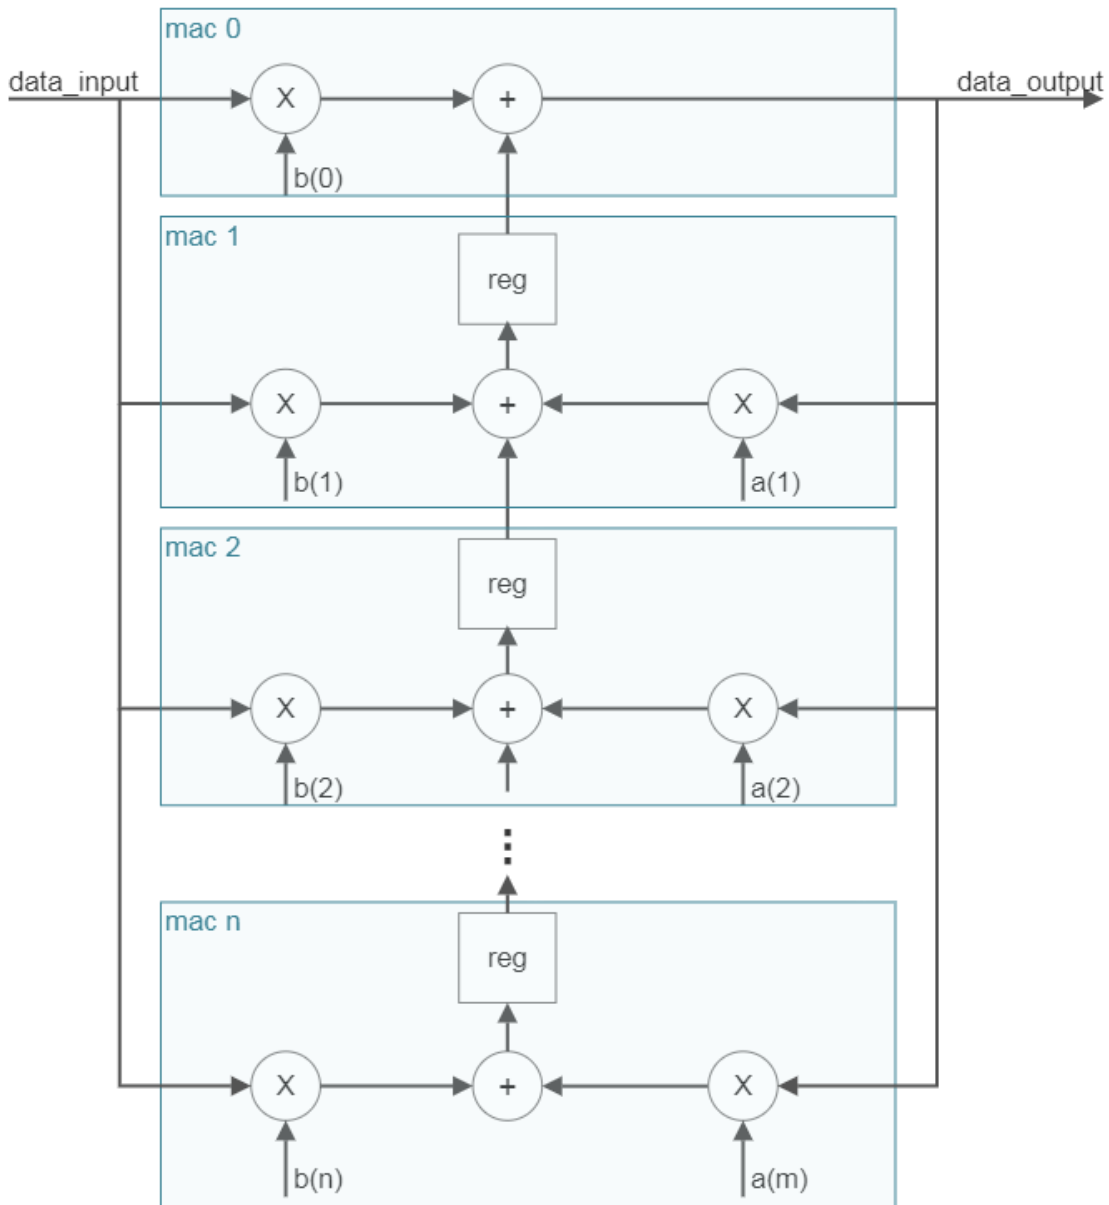 mac 0
data_input
data_output
X
+
b(0)
mac 1
reg
X
+
X
b(1)
a(1)
mac 2
reg
X
+
X
b(2)
a(2)
mac n
reg
X
+
X
b(n)
a(m)